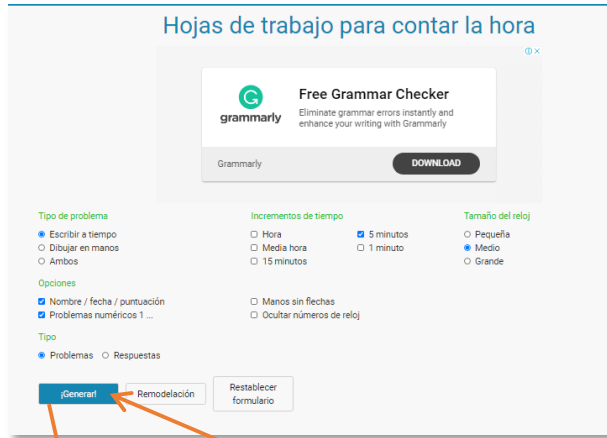 Hojas de trabajo para contar la hora
Free Grammar Checker
Eliminate grammar errors instantly and
enhance your writing with Grammarly
grammarly
Grammarly
DOWNLOAD
Tipo de problema
Escribir a tiempo
Dibujar en manos
Ambos
Incrementos de tiempo
Hora
5 minutos
Media hora
1 minuto
15 minutos
Tamaño del reloj
Pequeña
Medio
Grande
Opciones
Nombre / fecha / puntuación
Manos sin flechas
Problemas numéricos 1 ...
Ocultar números de reloj
Tipo
Problemas
Respuestas
¡Generar!
Remodelación
Restablecer
formulario